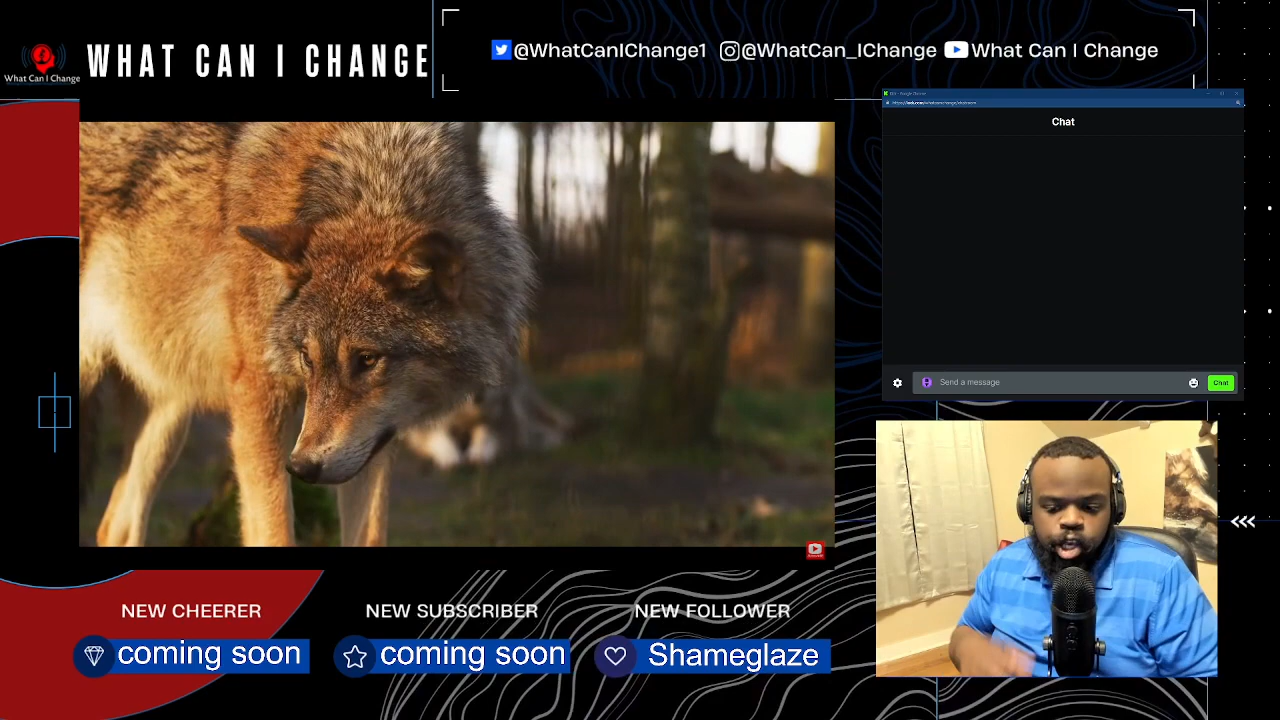 What Can I Change
WHAT CAN I CHANGE
@WhatCanIChange1
@WhatCan_IChange
What Can I Change
Chat
Send a message
Chat
NEW CHEERER
NEW SUBSCRIBER
NEW FOLLOWER
coming soon
coming soon
Shameglaze